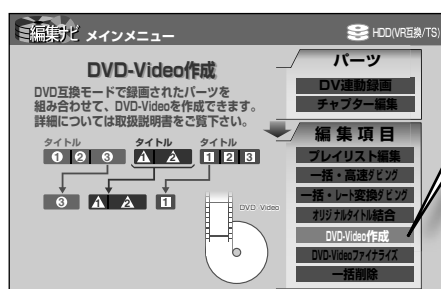 編集ナビ メインメニュー
HDD(VR互換/TS)
DVD-Video作成
DVD互換モードで録画されたパーツを
組み合わせて、DVD-Videoを作成できます。
詳細については取扱説明書をご覧下さい。
タイトル タイトル タイトル
1 2 3 1 2 1 2 3
3 1 2 1
DVD Video
パーツ
DV連動録画
チャプター編集
編集項目
プレイリスト編集
一括・高速ダビング
一括・レート変換ダビング
オリジナルタイトル結合
DVD-Video作成
DVD-Videoファイナライズ
一括削除